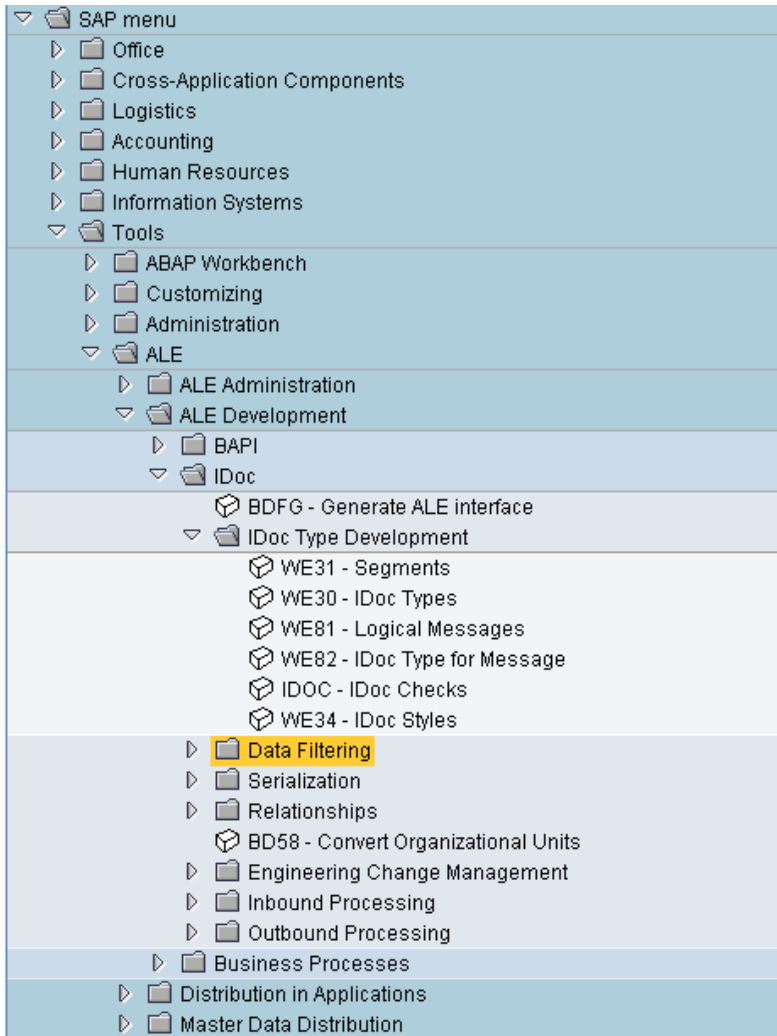 SAP menu
Office
Cross-Application Components
Logistics
Accounting
Human Resources
Information Systems
Tools
ABAP Workbench
Customizing
Administration
ALE
ALE Administration
ALE Development
BAPI
IDoc
BDFG - Generate ALE interface
IDoc Type Development
WE31 - Segments
WE30 - IDoc Types
WE81 - Logical Messages
WE82 - IDoc Type for Message
IDOC - IDoc Checks
WE34 - IDoc Styles
Data Filtering
Serialization
Relationships
BD58 - Convert Organizational Units
Engineering Change Management
Inbound Processing
Outbound Processing
Business Processes
Distribution in Applications
Master Data Distribution